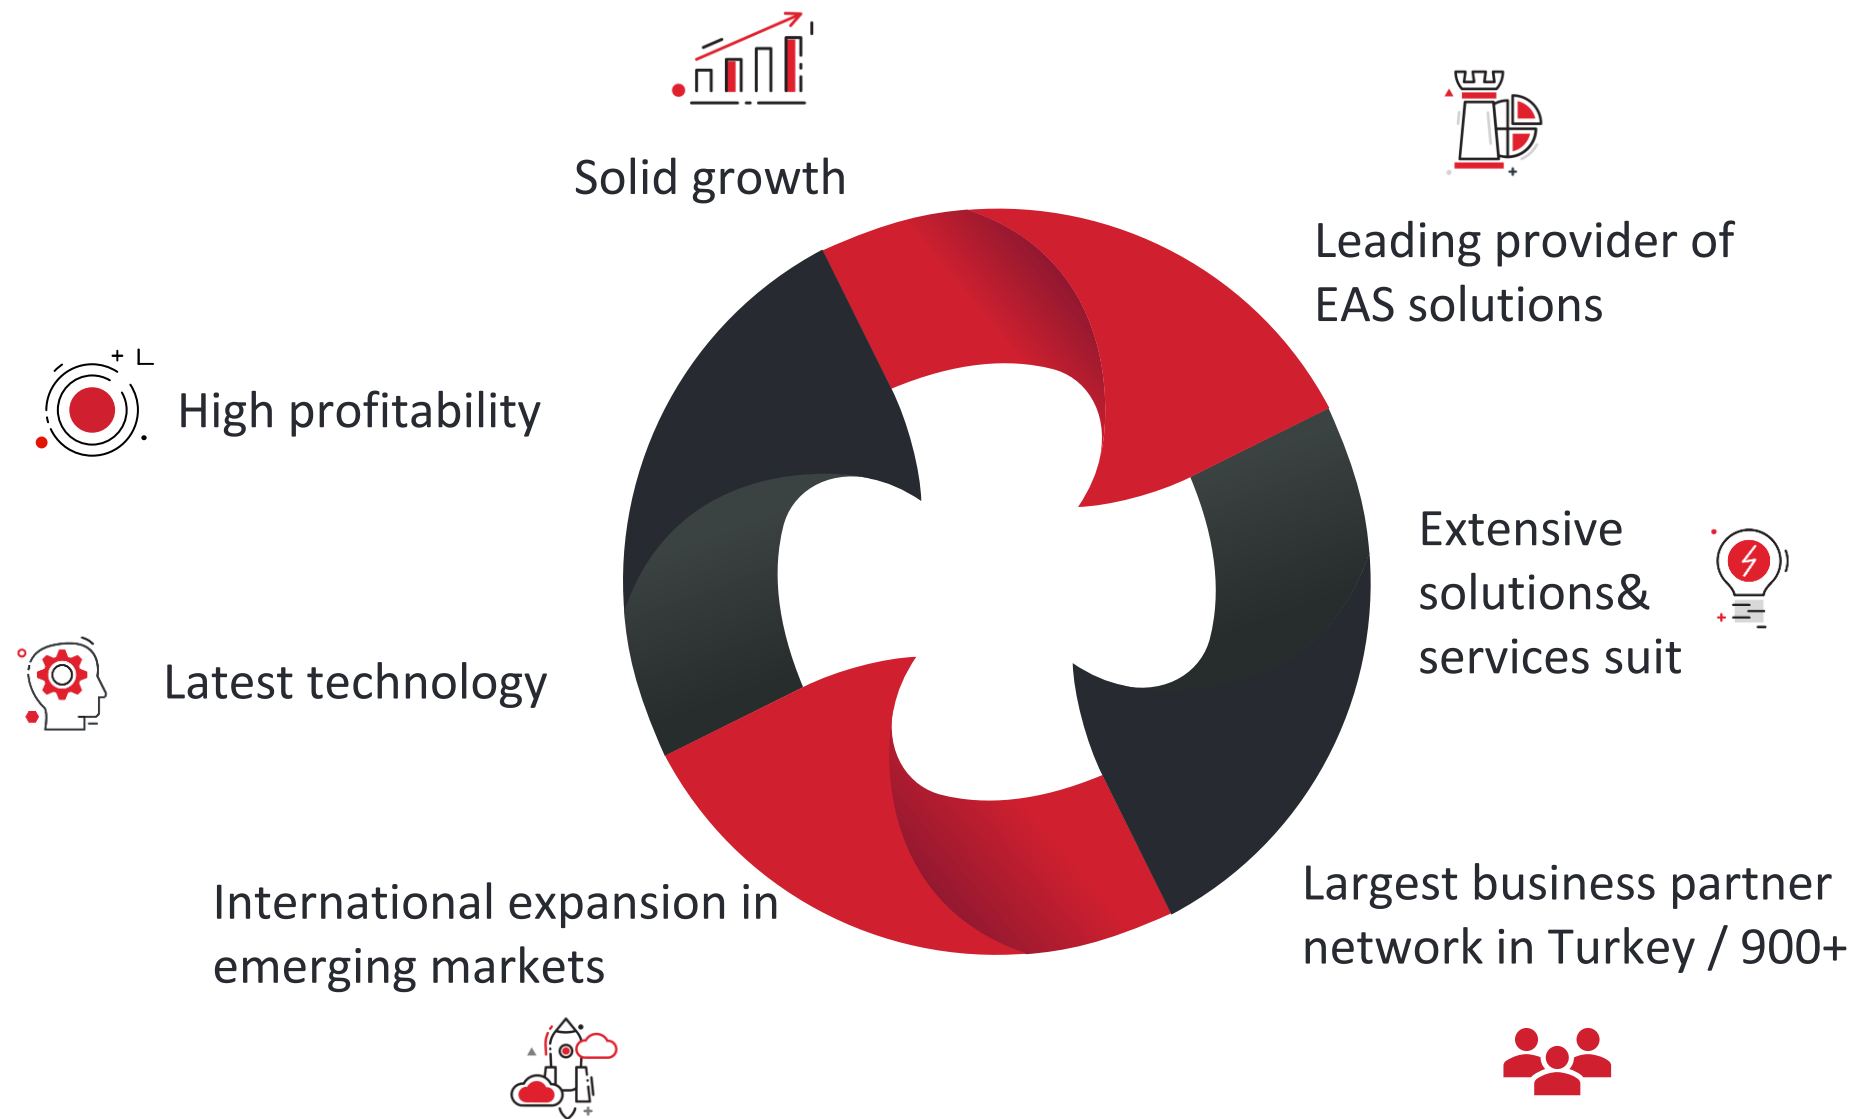 Solid growth
Leading provider of
EAS solutions
High profitability
Extensive
solutions&
services suit
Latest technology
International expansion in
emerging markets
Largest business partner
network in Turkey / 900+